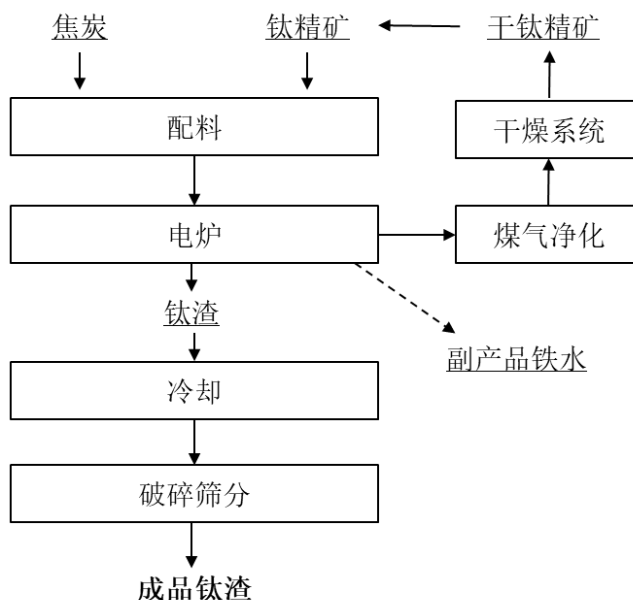 焦炭
钛精矿
干钛精矿
配料
干燥系统
电炉
煤气净化
钛渣
副产品铁水
冷却
破碎筛分
成品钛渣